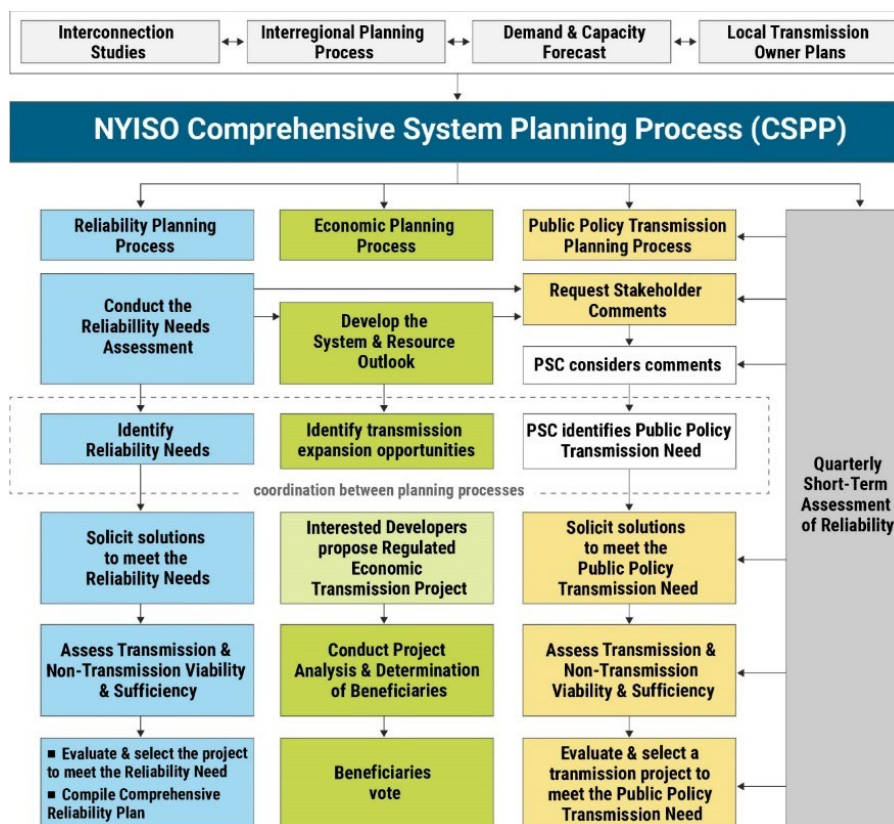 Interconnection
Studies
Interregional Planning
Process
Demand & Capacity
Forecast
Local Transmission
Owner Plans
NYISO Comprehensive System Planning Process (CSPP)
Reliability Planning
Process
Economic Planning
Process
Public Policy Transmission
Planning Process
Conduct the
Reliabillity Needs
Assessment
Develop the
System & Resource
Outlook
Request Stakeholder
Comments
PSC considers comments
Identify
Reliability Needs
Identify transmission
expansion opportunities
PSC identifies Public Policy
Transmission Need
coordination between planning processes
Quarterly
Short-Term
Assessment
of Reliability
Solicit solutions
to meet the
Reliability Needs
Interested Developers
propose Regulated
Economic
Transmission Project
Solicit solutions
to meet the
Public Policy
Transmission Need
Assess Transmission &
Non-Transmission Viability
& Sufficiency
Conduct Project
Analysis & Determination
of Beneficiaries
Assess Transmission &
Non-Transmission
Viability & Sufficiency
■ Evaluate & select the project
to meet the Reliability Need
■ Compile Comprehensive
Reliability Plan
Beneficiaries
vote
Evaluate & select a
tranmission project to
meet the Public Policy
Transmission Need